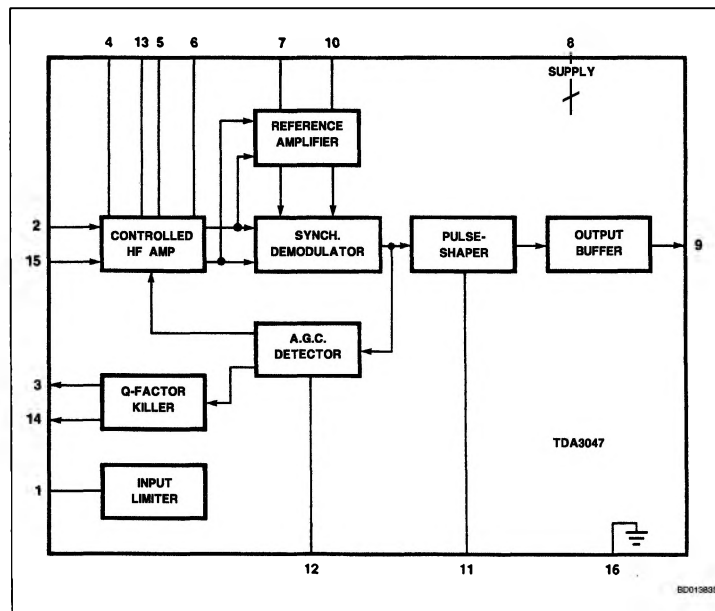 4 13 5 6 7 10 8
SUPPLY
REFERENCE
AMPLIFIER
2
CONTROLLED
HF AMP
SYNCH.
DEMODULATOR
PULSE-
SHAPER
OUTPUT
BUFFER
9
15
A.G.C.
DETECTOR
3
Q-FACTOR
KILLER
14
TDA3047
1
INPUT
LIMITER
12 11 16